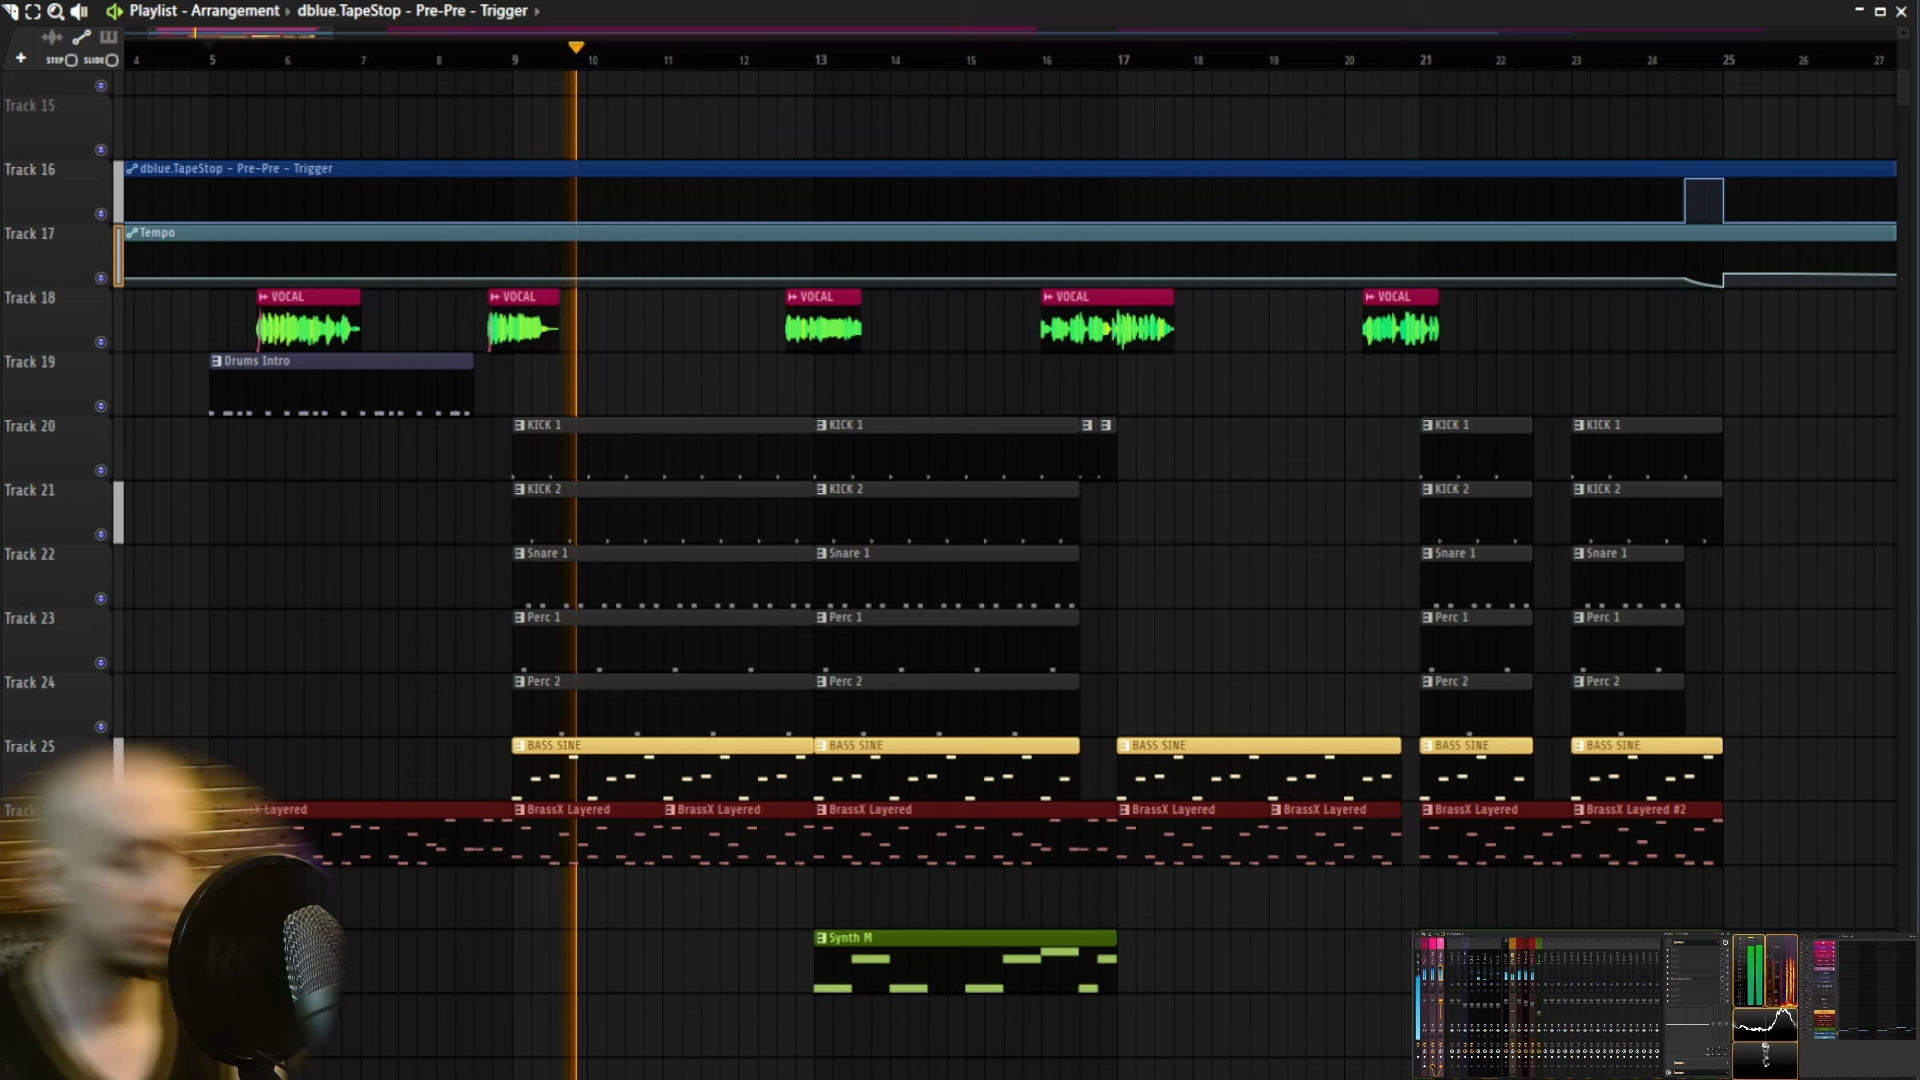 Playlist - Arrangement › dblue.TapeStop - Pre-Pre - Trigger ›
STEP SLIDE
4 5 6 7 8 9 10 11 12 13 14 15 16 17 18 19 20 21 22 23 24 25 26 27
Track 15
Track 16
dblue.TapeStop - Pre-Pre - Trigger
Track 17
Tempo
Track 18
VOCAL VOCAL VOCAL VOCAL VOCAL
Track 19
Drums Intro
Track 20
KICK 1 KICK 1 KICK 1 KICK 1
Track 21
KICK 2 KICK 2 KICK 2 KICK 2
Track 22
Snare 1 Snare 1 Snare 1 Snare 1
Track 23
Perc 1 Perc 1 Perc 1 Perc 1
Track 24
Perc 2 Perc 2 Perc 2 Perc 2
Track 25
BASS SINE BASS SINE BASS SINE BASS SINE BASS SINE
Layered BrassX Layered BrassX Layered BrassX Layered BrassX Layered BrassX Layered BrassX Layered BrassX Layered #2
Synth M